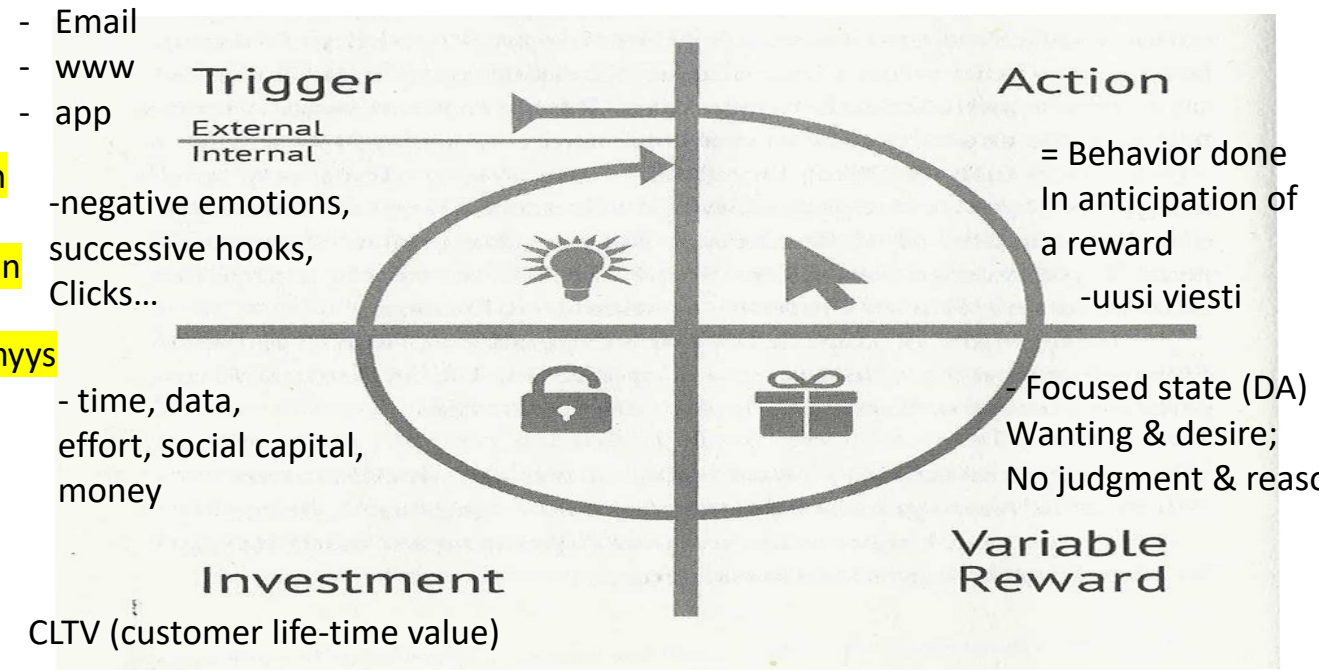 - Email
- www
- app
Trigger
External
Internal
-negative emotions,
successive hooks,
Clicks...
Action
= Behavior done
In anticipation of
a reward
-uusi viesti
- time, data,
effort, social capital,
money
- Focused state (DA)
Wanting & desire;
No judgment &
Investment
Variable
Reward
CLTV (customer life-time value)